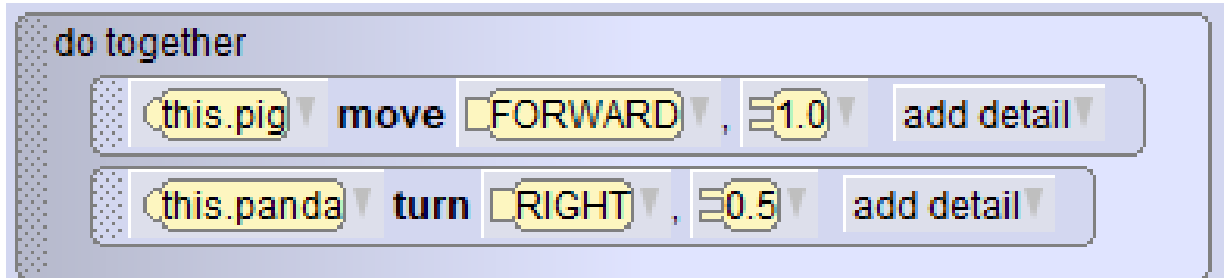 do together
this.pig move FORWARD , 1.0 add detail
this.panda turn RIGHT , 0.5 add detail